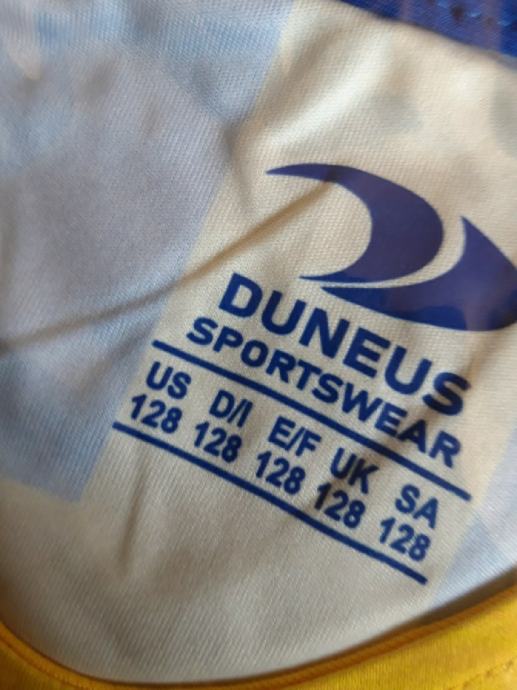 DUNEUS
SPORTSWEAR
US D/I E/F UK SA
128 128 128 128 128